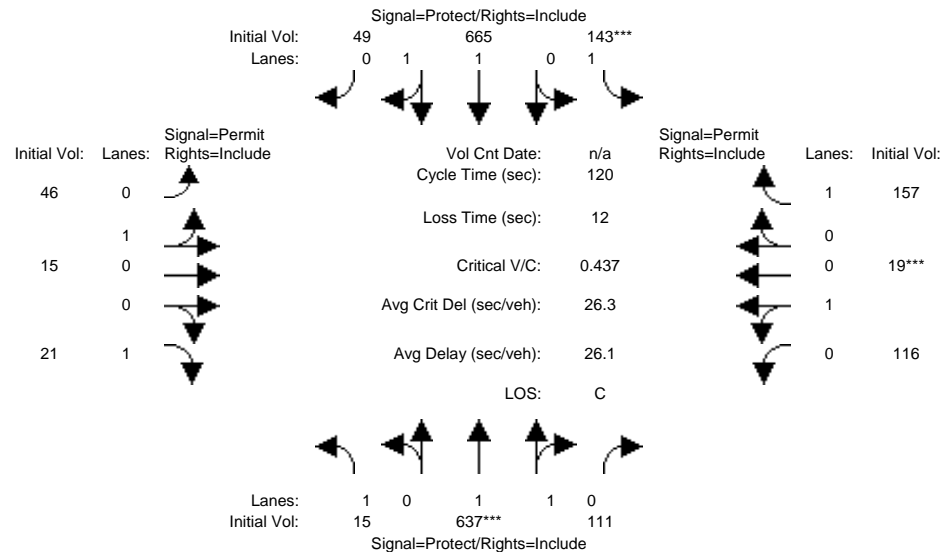 Signal=Protect/Rights=Include
Initial Vol: 49 665 143***
Lanes: 0 1 1 0 1
Signal=Permit Signal=Permit
Initial Vol: Lanes: Rights=Include Vol Cnt Date: n/a Rights=Include Lanes: Initial Vol:
Cycle Time (sec): 120
46 0 1 157
Loss Time (sec): 12
1 0
15 0 Critical V/C: 0.437 0 19***
0 Avg Crit Del (sec/veh): 26.3 1
21 1 Avg Delay (sec/veh): 26.1 0 116
LOS: C
Lanes: 1 0 1 1 0
Initial Vol: 15 637*** 111
Signal=Protect/Rights=Include